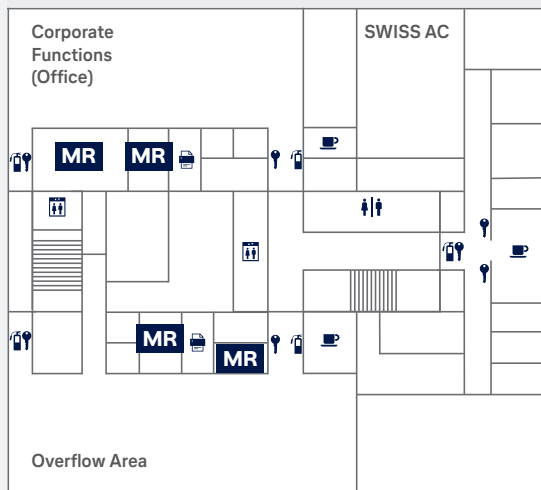 Corporate
Functions
(Office)
SWISS AC
MR
MR
MR
MR
Overflow Area